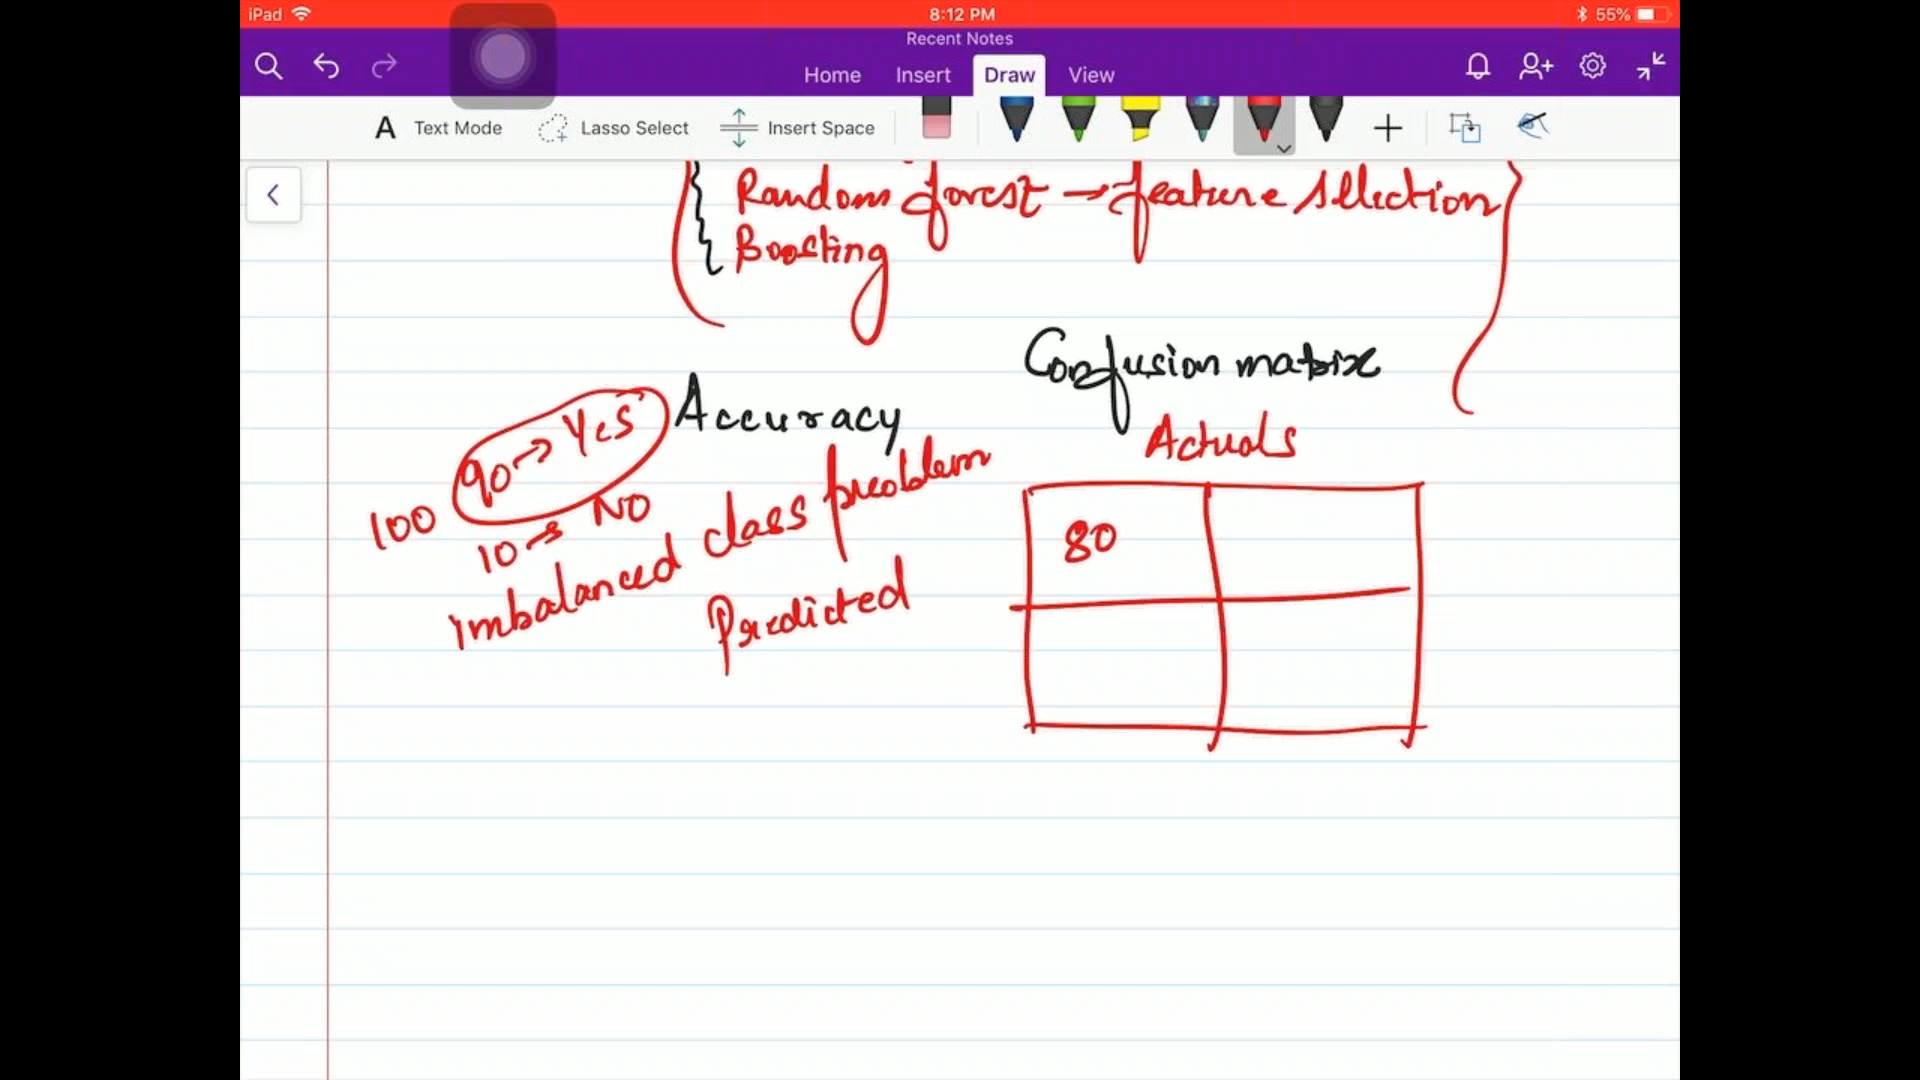 iPad 8:12 PM 55%
Recent Notes
Home Insert Draw View
A Text Mode Lasso Select Insert Space
Random forest → feature selection
Boosting
Confusion matrix
Accuracy
90 → Yes
Actuals
100
10 → NO
imbalanced class problem
80
Predicted